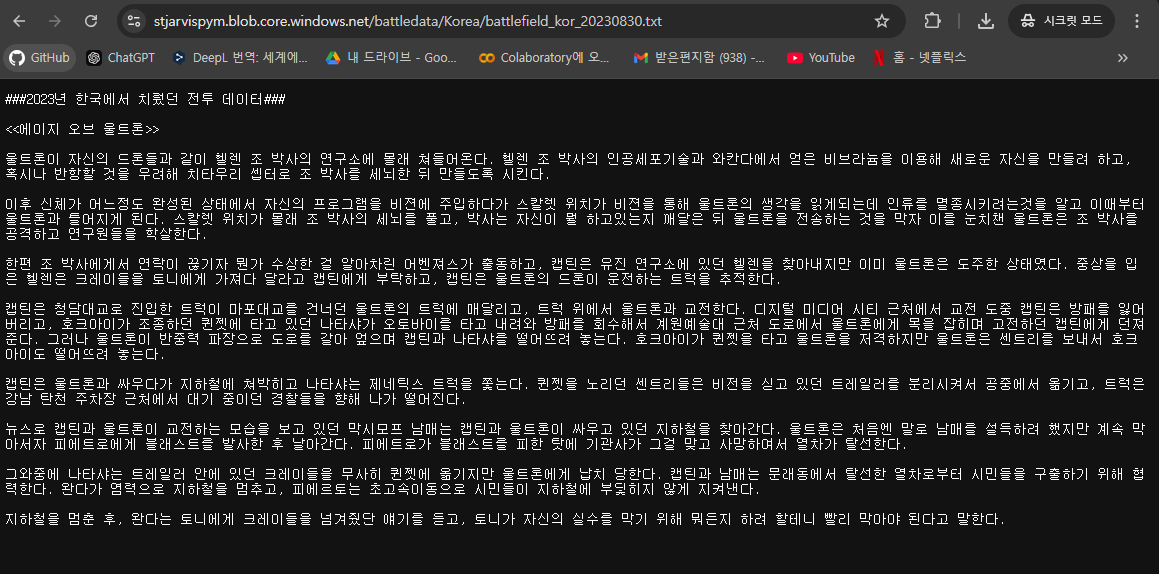 stjarvispym.blob.core.windows.net/battledata/Korea/battlefield_kor_20230830.txt
시크릿 모드
GitHub
ChatGPT
DeepL 번역: 세계에...
내 드라이브 - Goo...
Colaboratory에 오...
받은편지함 (938) -...
YouTube
홈 - 넷플릭스
###2023년 한국에서 치뤘던 전투 데이터###
<<에이지 오브 울트론>>
울트론이 자신의 드론들과 같이 헬렌 조 박사의 연구소에 몰래 쳐들어온다. 헬렌 조 박사의 인공세포기술과 와칸다에서 얻은 비브라늄을 이용해 새로운 자신을 만들려 하고,
혹시나 반항할 것을 우려해 치타우리 셉터로 조 박사를 세뇌한 뒤 만들도록 시킨다.
이후 신체가 어느정도 완성된 상태에서 자신의 프로그램을 비젼에 주입하다가 스칼렛 위치가 비젼을 통해 울트론의 생각을 읽게되는데 인류를 멸종시키려는것을 알고 이때부터
울트론과 틀어지게 된다. 스칼렛 위치가 몰래 조 박사의 세뇌를 풀고, 박사는 자신이 뭘 하고있는지 깨달은 뒤 울트론을 전송하는 것을 막자 이를 눈치챈 울트론은 조 박사를
공격하고 연구원들을 학살한다.
한편 조 박사에게서 연락이 끊기자 뭔가 수상한 걸 알아차린 어벤져스가 출동하고, 캡틴은 유진 연구소에 있던 헬렌을 찾아내지만 이미 울트론은 도주한 상태였다. 중상을 입
은 헬렌은 크레이들을 토니에게 가져다 달라고 캡틴에게 부탁하고, 캡틴은 울트론의 드론이 운전하는 트럭을 추적한다.
캡틴은 청담대교로 진입한 트럭이 마포대교를 건너던 울트론의 트럭에 매달리고, 트럭 위에서 울트론과 교전한다. 디지털 미디어 시티 근처에서 교전 도중 캡틴은 방패를 잃어
버리고, 호크아이가 조종하던 퀸젯에 타고 있던 나타샤가 오토바이를 타고 내려와 방패를 회수해서 계원예술대 근처 도로에서 울트론에게 목을 잡히며 고전하던 캡틴에게 던져
준다. 그러나 울트론이 반중력 파장으로 도로를 갈아 엎으며 캡틴과 나타샤를 떨어뜨려 놓는다. 호크아이가 퀸젯을 타고 울트론을 저격하지만 울트론은 센트리를 보내서 호크
아이도 떨어뜨려 놓는다.
캡틴은 울트론과 싸우다가 지하철에 쳐박히고 나타샤는 제네틱스 트럭을 쫓는다. 퀸젯을 노리던 센트리들은 비전을 싣고 있던 트레일러를 분리시켜서 공중에서 옮기고, 트럭은
강남 탄천 주차장 근처에서 대기 중이던 경찰들을 향해 나가 떨어진다.
뉴스로 캡틴과 울트론이 교전하는 모습을 보고 있던 막시모프 남매는 캡틴과 울트론이 싸우고 있던 지하철을 찾아간다. 울트론은 처음엔 말로 남매를 설득하려 했지만 계속 막
아서자 피에트로에게 블래스트를 발사한 후 날아간다. 피에트로가 블래스트를 피한 탓에 기관사가 그걸 맞고 사망하면서 열차가 탈선한다.
그와중에 나타샤는 트레일러 안에 있던 크레이들을 무사히 퀸젯에 옮기지만 울트론에게 납치 당한다. 캡틴과 남매는 문래동에서 탈선한 열차로부터 시민들을 구출하기 위해 협
력한다. 완다가 염력으로 지하철을 멈추고, 피에르토는 초고속이동으로 시민들이 지하철에 부딪히지 않게 지켜낸다.
지하철을 멈춘 후, 완다는 토니에게 크레이들을 넘겨줬단 얘기를 듣고, 토니가 자신의 실수를 막기 위해 뭐든지 하려 할테니 빨리 막아야 된다고 말한다.